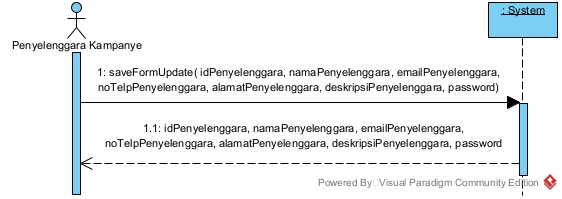 : System
Penyelenggara Kampanye
1: saveFormUpdate( idPenyelenggara, namaPenyelenggara, emailPenyelenggara,
noTelpPenyelenggara, alamatPenyelenggara, deskripsiPenyelenggara, password)
1.1: idPenyelenggara, namaPenyelenggara, emailPenyelenggara,
noTelpPenyelenggara, alamatPenyelenggara, deskripsiPenyelenggara, password
Powered By Visual Paradigm Community Edition